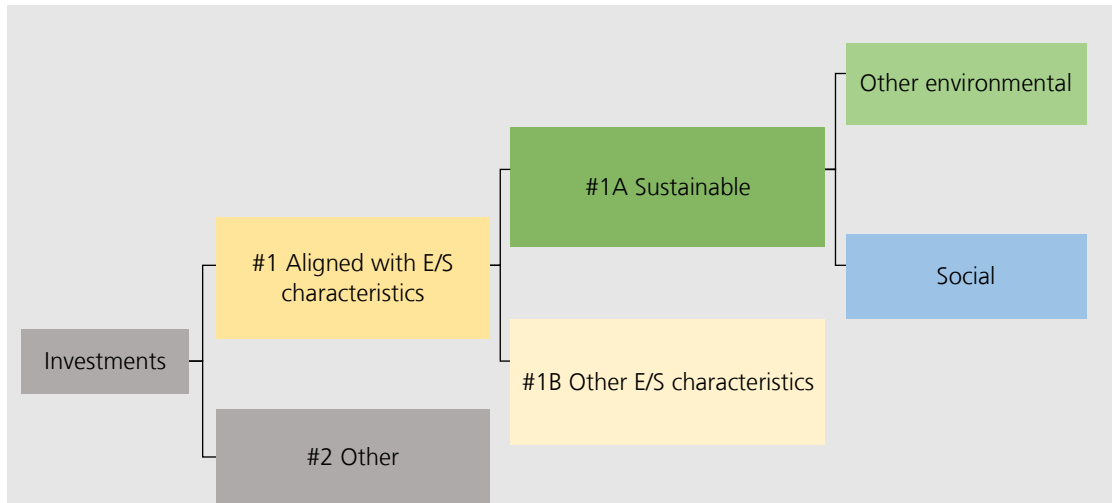 Investments
#1 Aligned with E/S
characteristics
#2 Other
#1A Sustainable
#1B Other E/S characteristics
Other environmental
Social